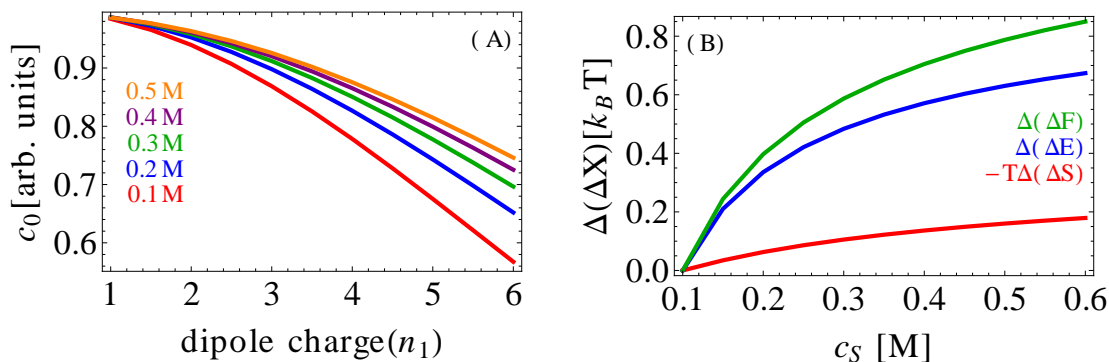 ( A)
c₀[arb. units]
0.9
0.8
0.7
0.6
0.5 M
0.4 M
0.3 M
0.2 M
0.1 M
1 2 3 4 5 6
dipole charge(n₁)
(B)
Δ(ΔX)[k_B T]
0.8
0.6
0.4
0.2
0.0
Δ(ΔF)
Δ(ΔE)
−TΔ(ΔS)
0.1 0.2 0.3 0.4 0.5 0.6
c_S [M]